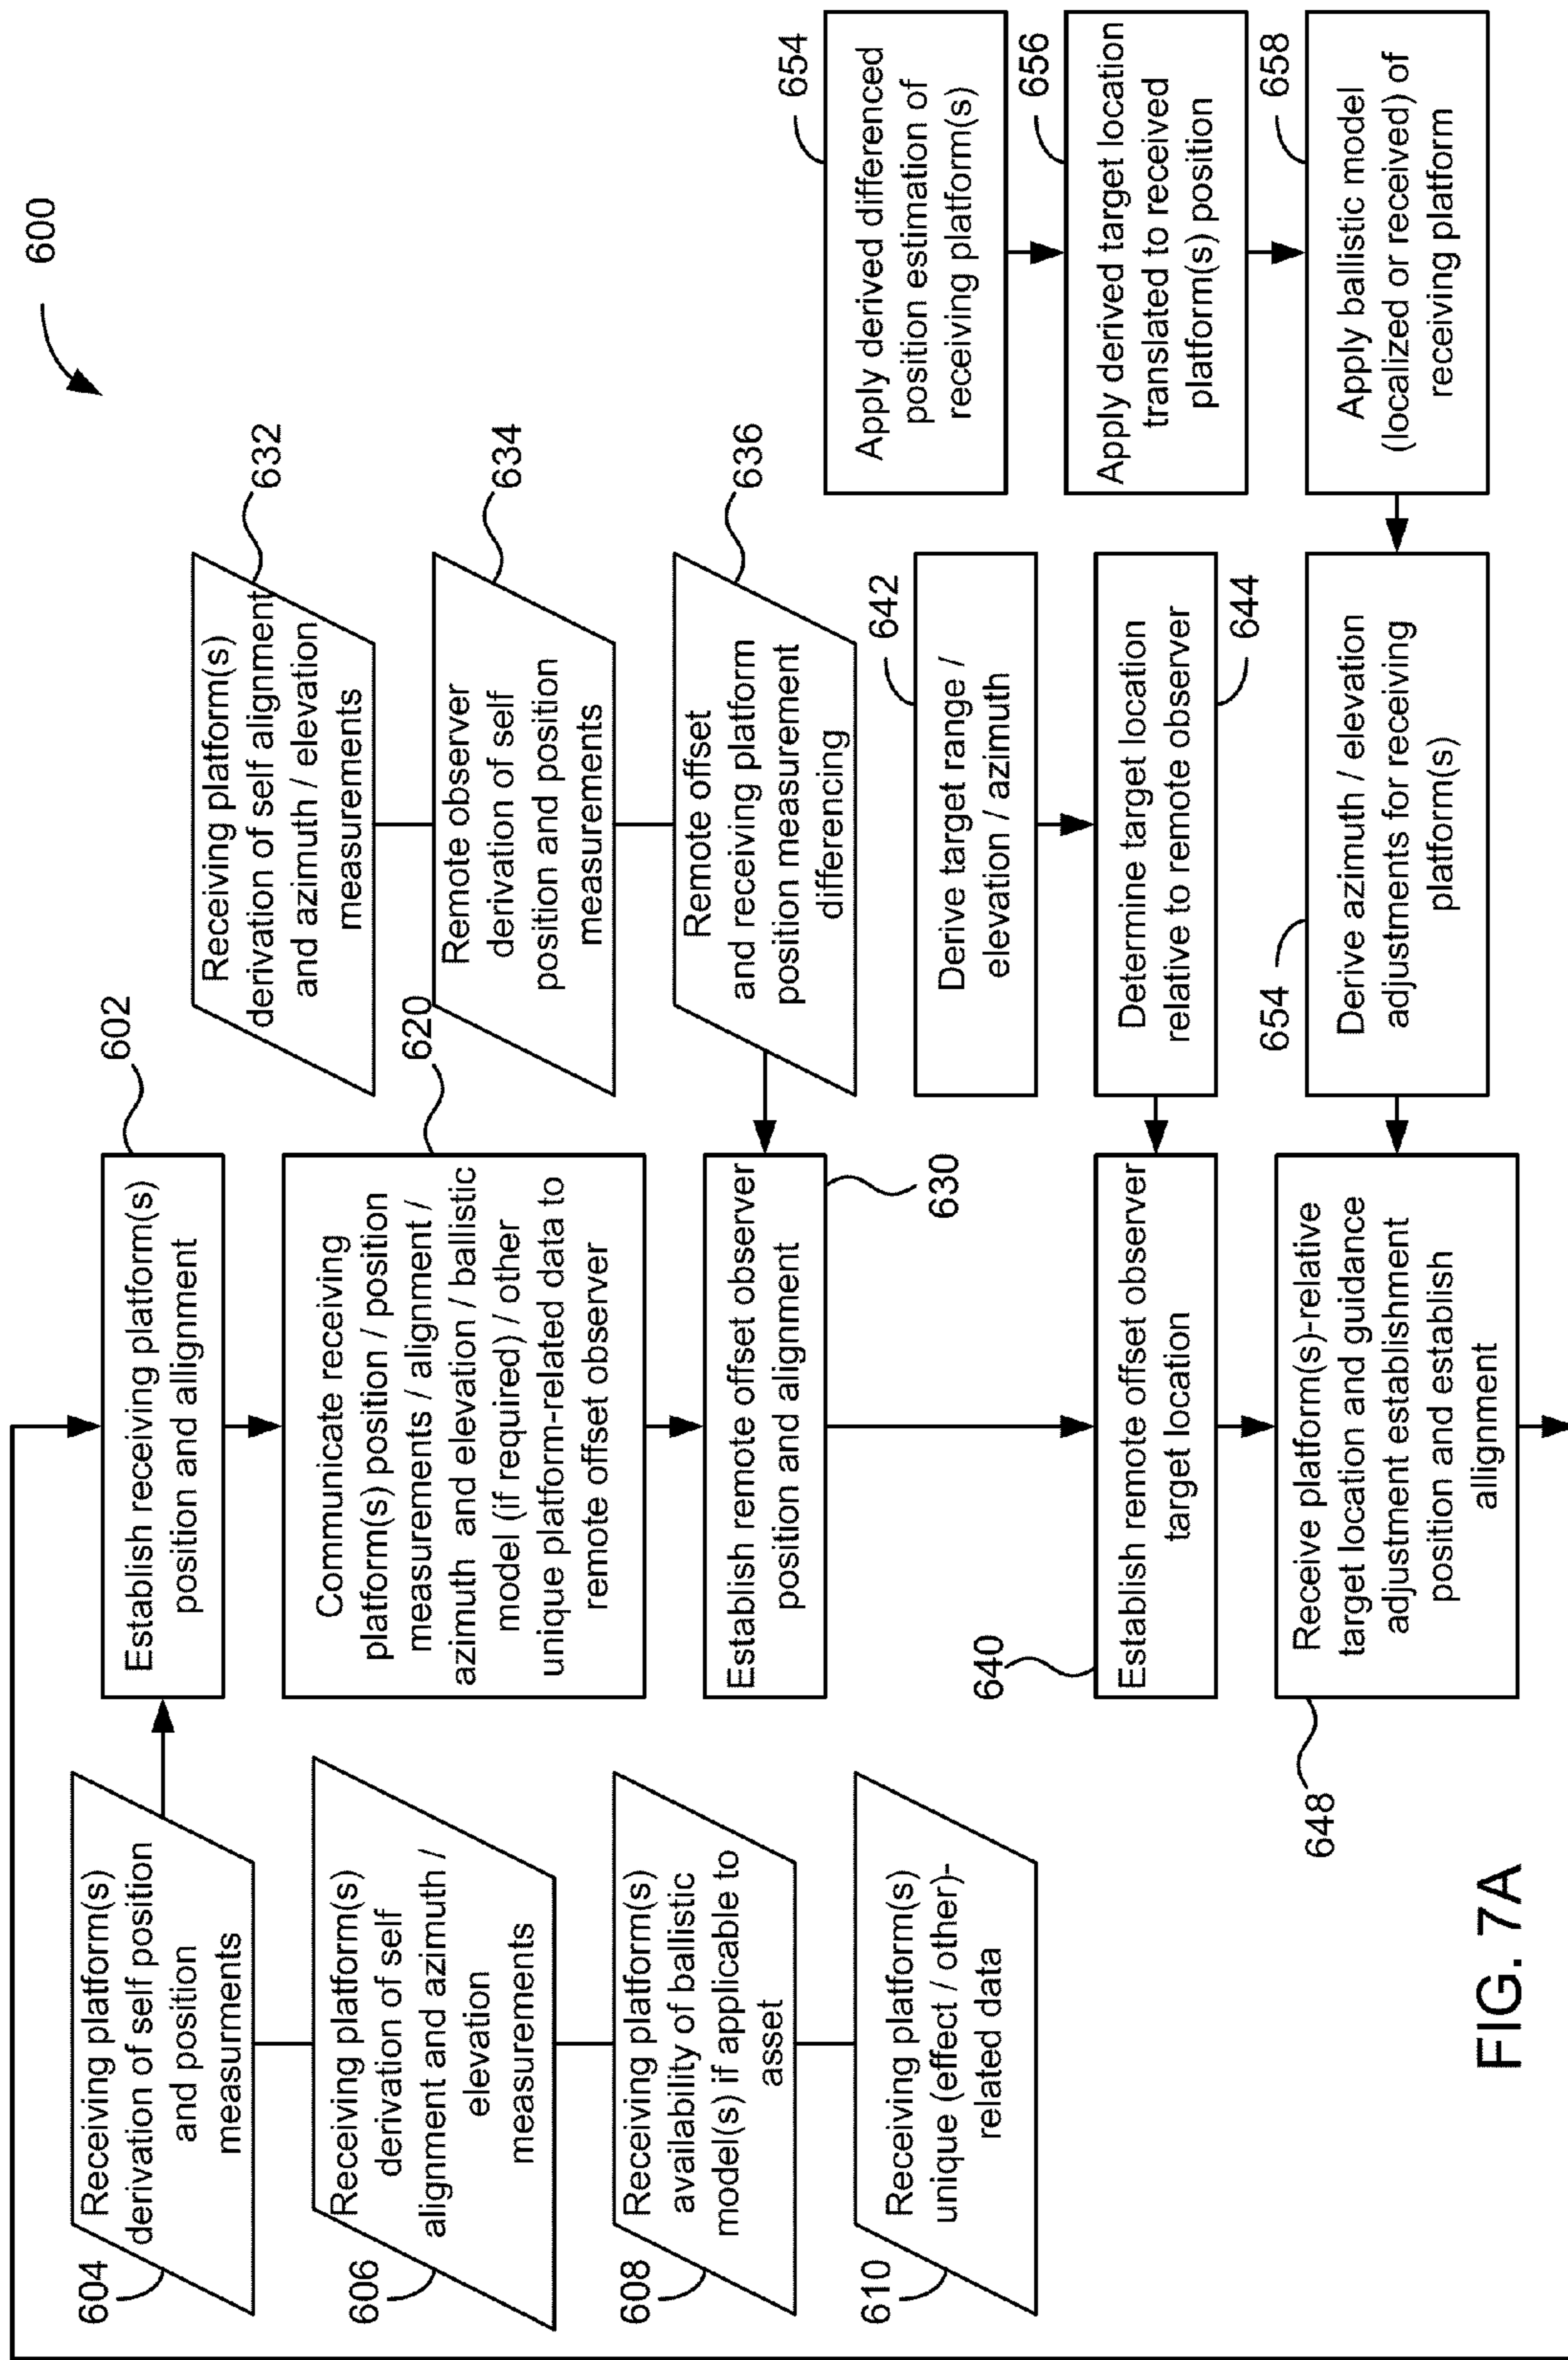 600
604
Receiving platform(s)
derivation of self position
and position
measurments
606
Receiving platform(s)
derivation of self
alignment and azimuth /
elevation
measurements
608
Receiving platform(s)
availability of ballistic
model(s) if applicable to
asset
610
Receiving platform(s)
unique (effect / other)-
related data
602
Establish receiving platform(s)
position and allignment
620
Communicate receiving
platform(s) position / position
measurements / alignment /
azimuth and elevation / ballistic
model (if required) / other
unique platform-related data to
remote offset observer
630
Establish remote offset observer
position and alignment
640
Establish remote offset observer
target location
648
Receive platform(s)-relative
target location and guidance
adjustment establishment
position and establish
allignment
632
Receiving platform(s)
derivation of self alignment
and azimuth / elevation
measurements
634
Remote observer
derivation of self
position and position
measurements
636
Remote offset
and receiving platform
position measurement
differencing
642
Derive target range /
elevation / azimuth
644
Determine target location
relative to remote observer
654
Derive azimuth / elevation
adjustments for receiving
platform(s)
654
Apply derived differenced
position estimation of
receiving platform(s)
656
Apply derived target location
translated to received
platform(s) position
658
Apply ballistic model
(localized or received) of
receiving platform
FIG. 7A